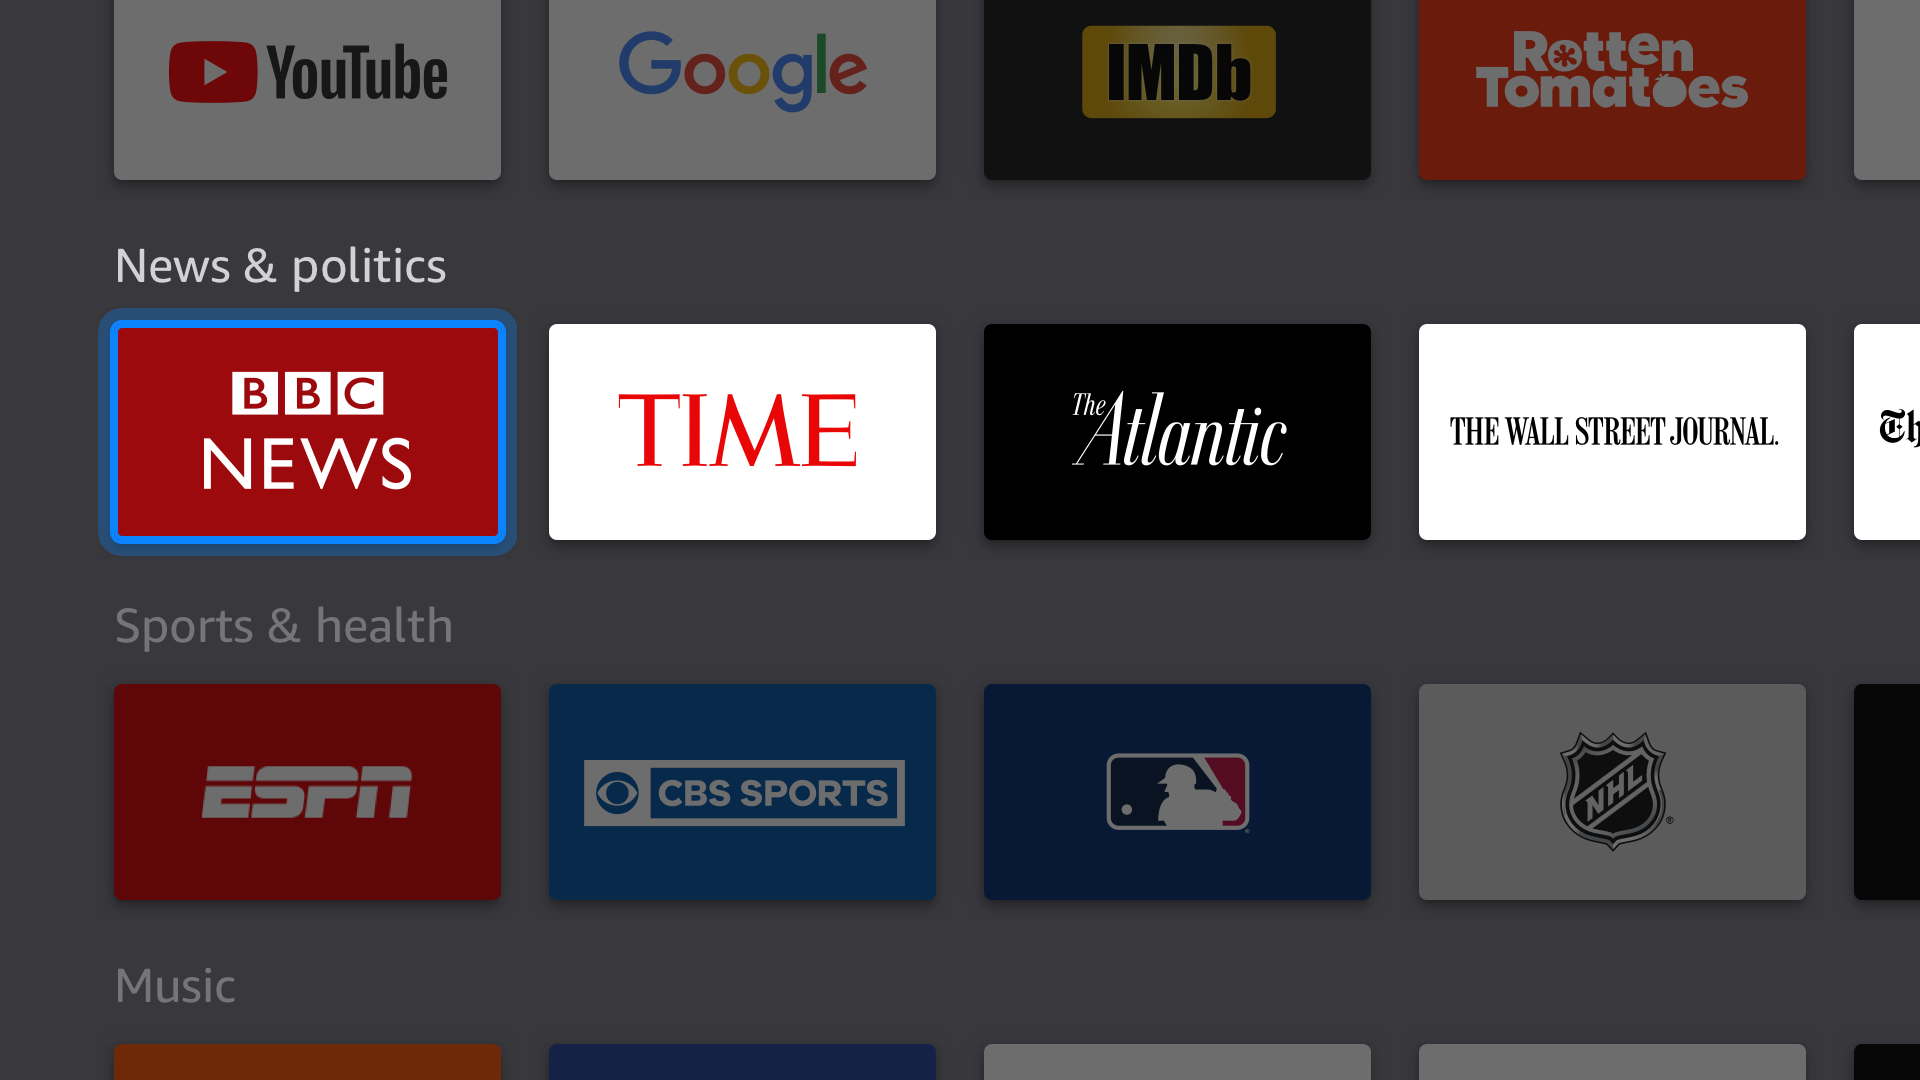 YouTube
Google
IMDb
Rotten
Tomatoes
News & politics
BBC
NEWS
TIME
The Atlantic
THE WALL STREET JOURNAL.
Th
Sports & health
ESPN
CBS SPORTS
NHL
Music